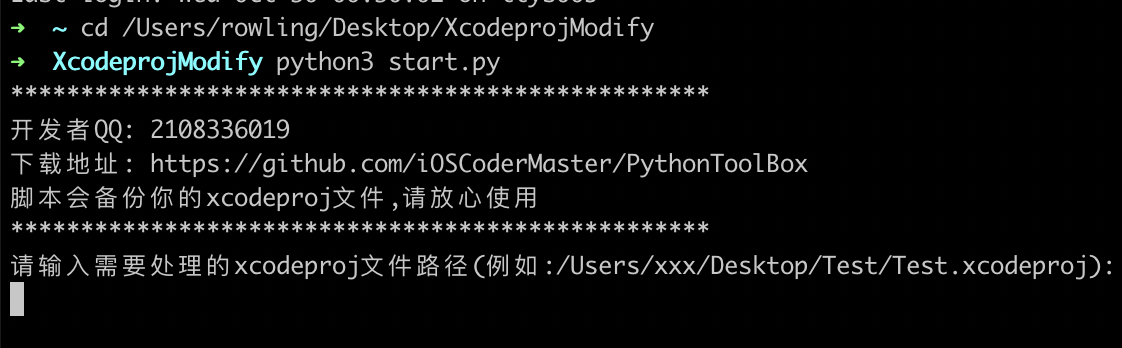 ➜  ~ cd /Users/rowling/Desktop/XcodeprojModify
➜  XcodeprojModify python3 start.py
**************************************************
开发者QQ: 2108336019
下载地址: https://github.com/iOSCoderMaster/PythonToolBox
脚本会备份你的xcodeproj文件,请放心使用
**************************************************
请输入需要处理的xcodeproj文件路径(例如:/Users/xxx/Desktop/Test/Test.xcodeproj):